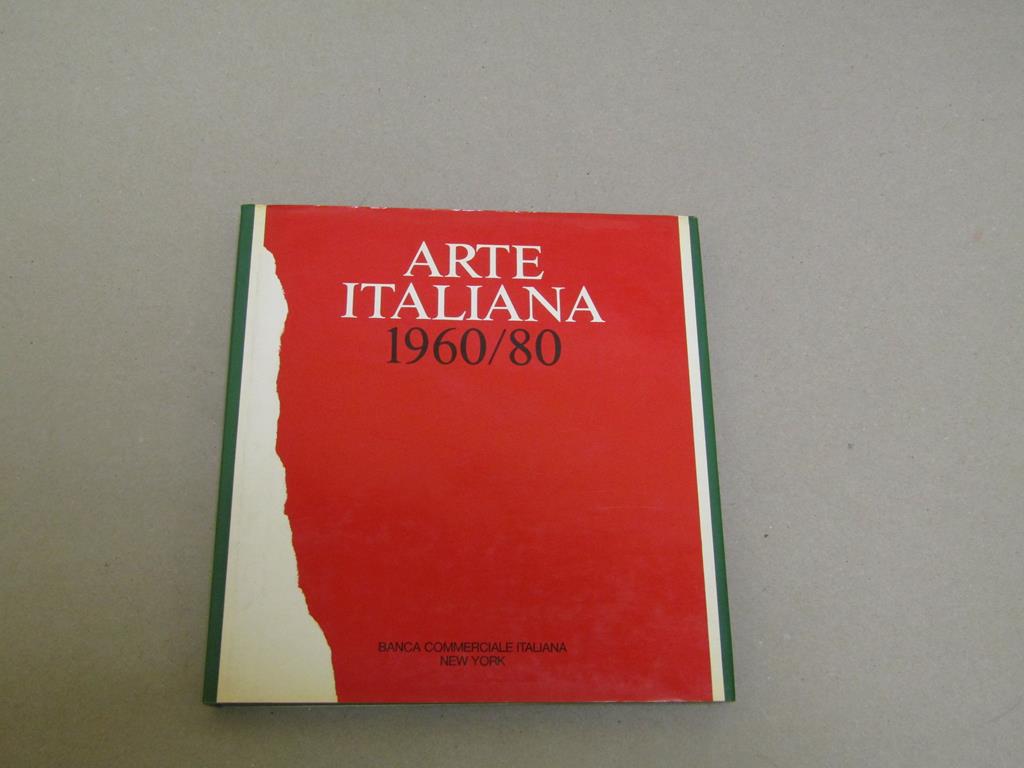 ARTE
ITALIANA
1960/80
BANCA COMMERCIALE ITALIANA
NEW YORK